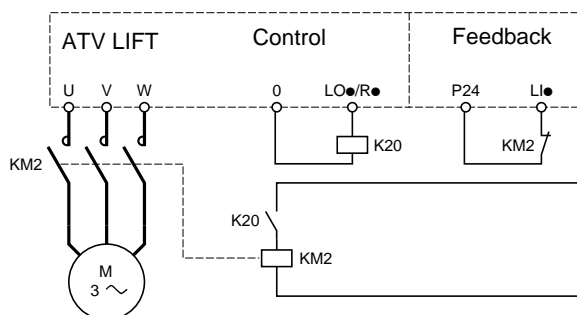 ATV LIFT Control Feedback
U V W 0 LO●/R● P24 LI●
K20
KM2
KM2
K20
KM2
M
3 ~